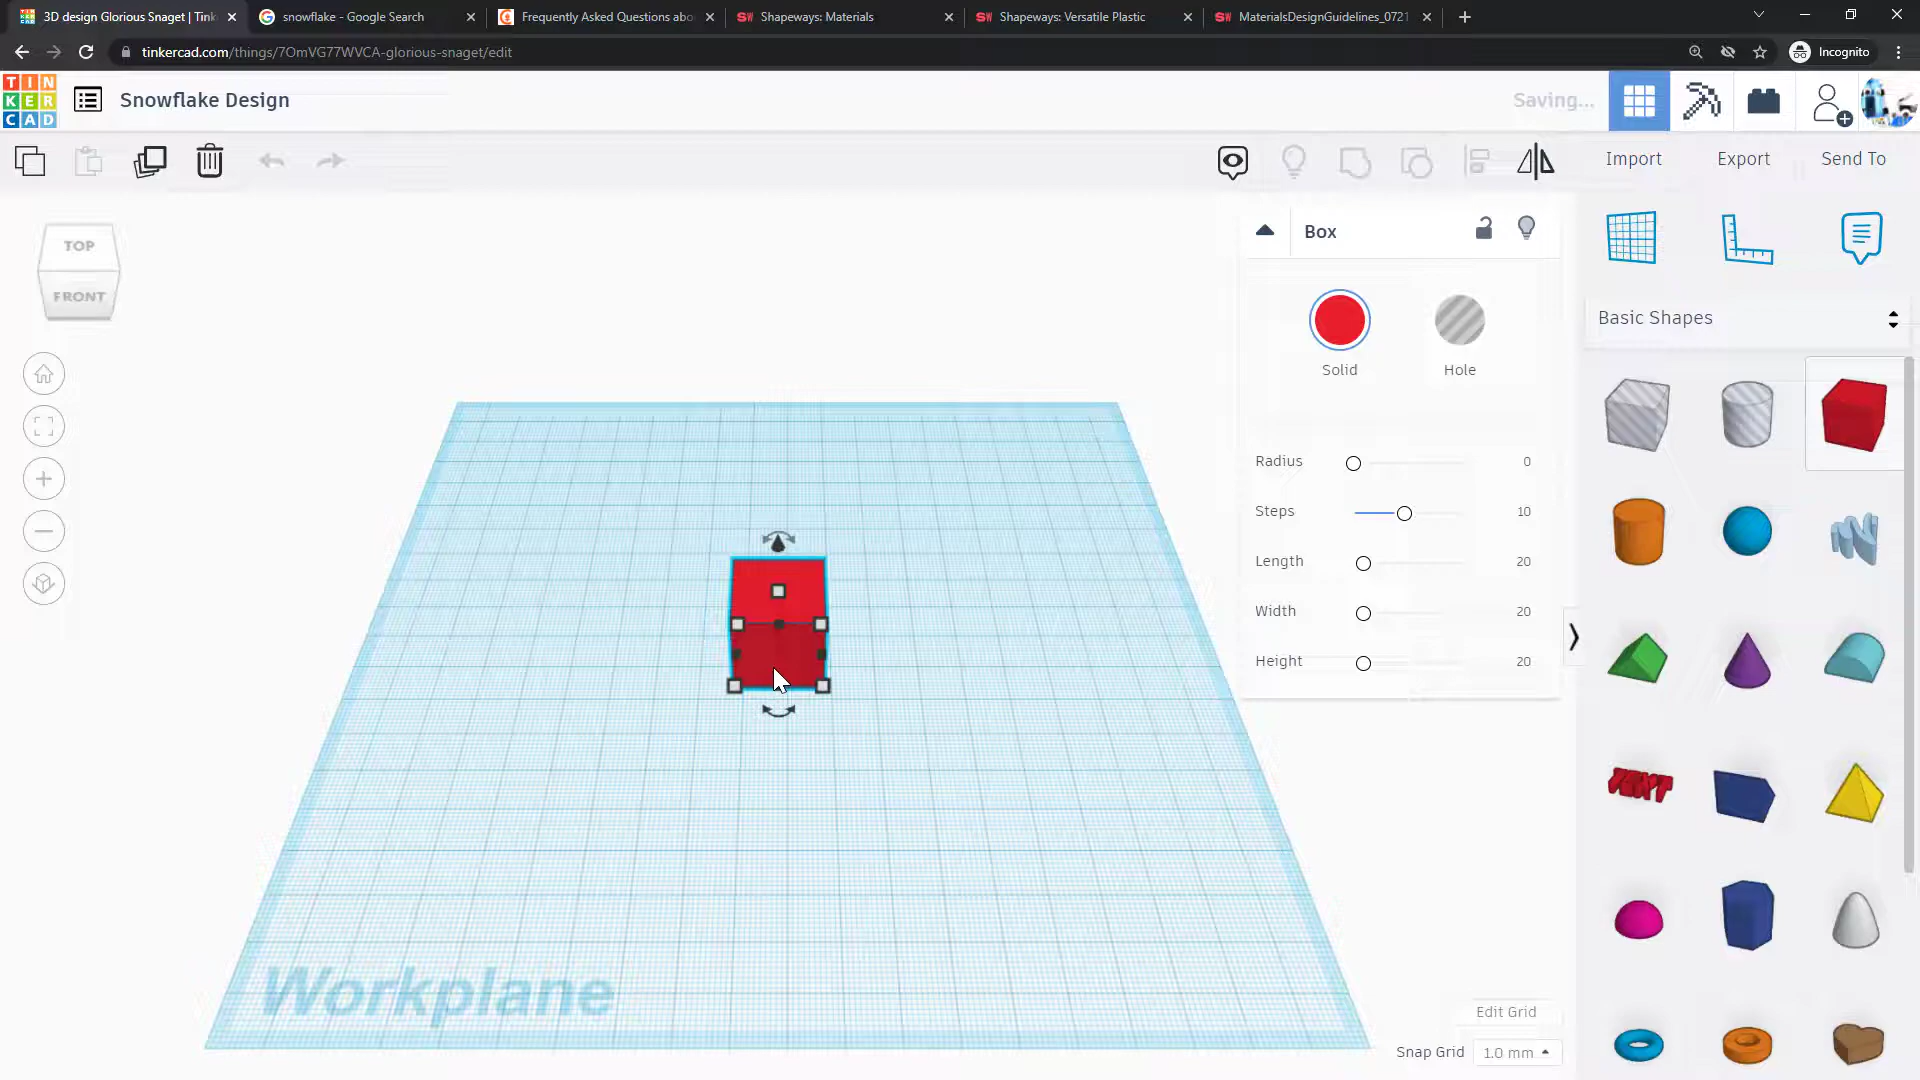 3D design Glorious Snaget | Tink
snowflake - Google Search
Frequently Asked Questions abo
Shapeways: Materials
Shapeways: Versatile Plastic
MaterialsDesignGuidelines_0721
tinkercad.com/things/7OmVG77WVCA-glorious-snaget/edit
Incognito
TIN
KER
CAD
Snowflake Design
Saving...
Import
Export
Send To
TOP
FRONT
Box
Solid
Hole
Basic Shapes
Radius 0
Steps 10
Length 20
Width 20
Height 20
TEXT
Workplane
Edit Grid
Snap Grid 1.0 mm